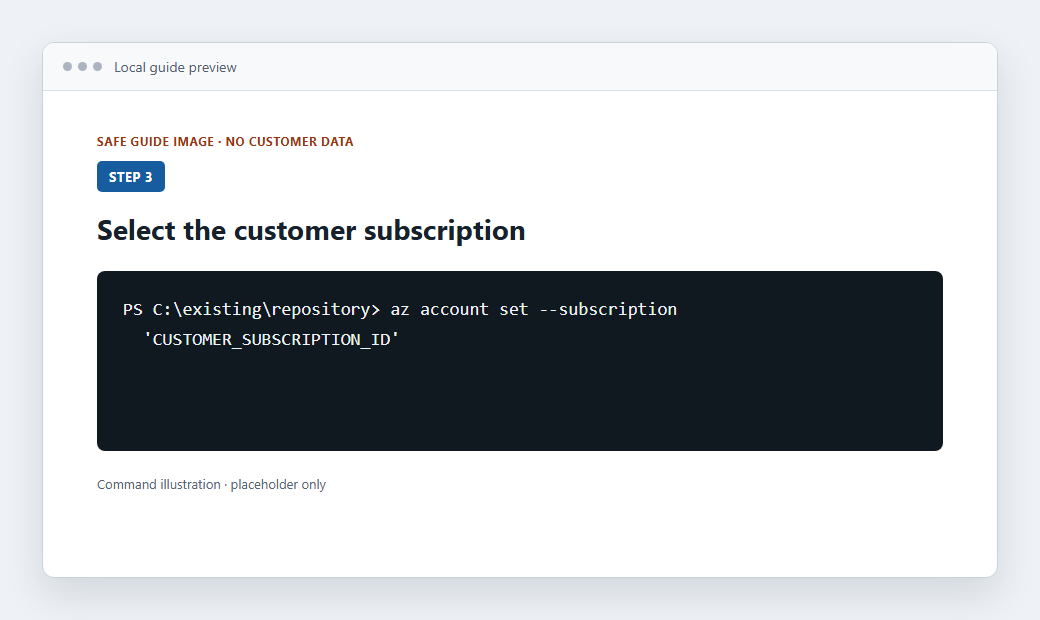 Local guide preview
SAFE GUIDE IMAGE · NO CUSTOMER DATA
STEP 3
Select the customer subscription
PS C:\existing\repository> az account set --subscription
'CUSTOMER_SUBSCRIPTION_ID'
Command illustration · placeholder only